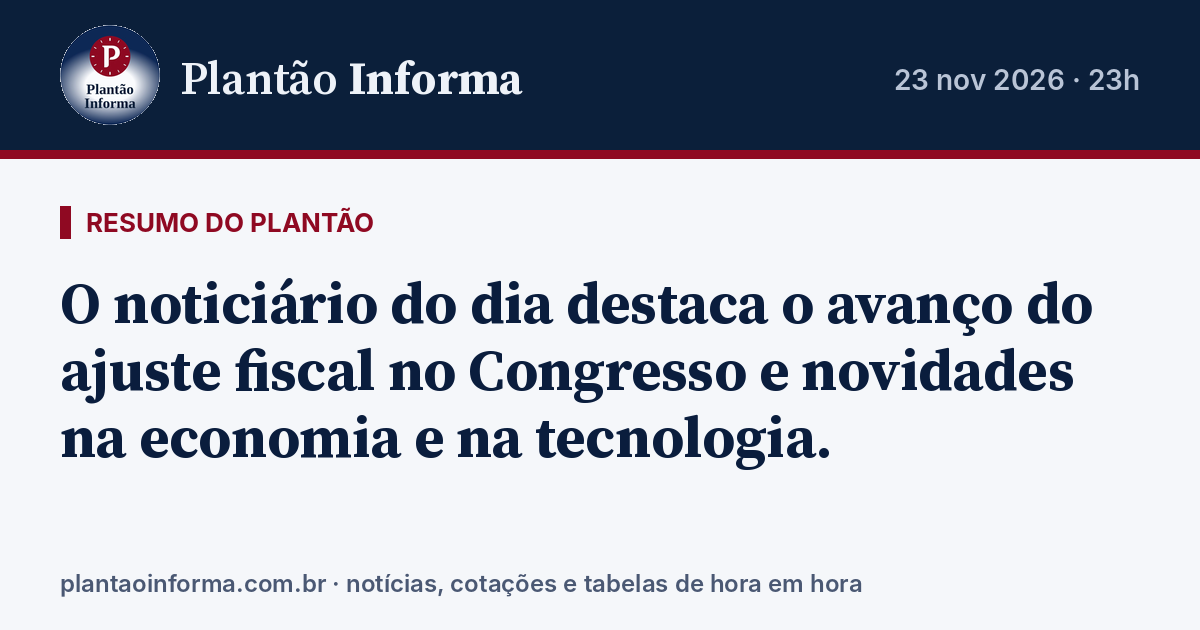 P
Plantão
Informa
Plantão Informa
23 nov 2026 · 23h
RESUMO DO PLANTÃO
O noticiário do dia destaca o avanço do
ajuste fiscal no Congresso e novidades
na economia e na tecnologia.
plantaoinforma.com.br · notícias, cotações e tabelas de hora em hora